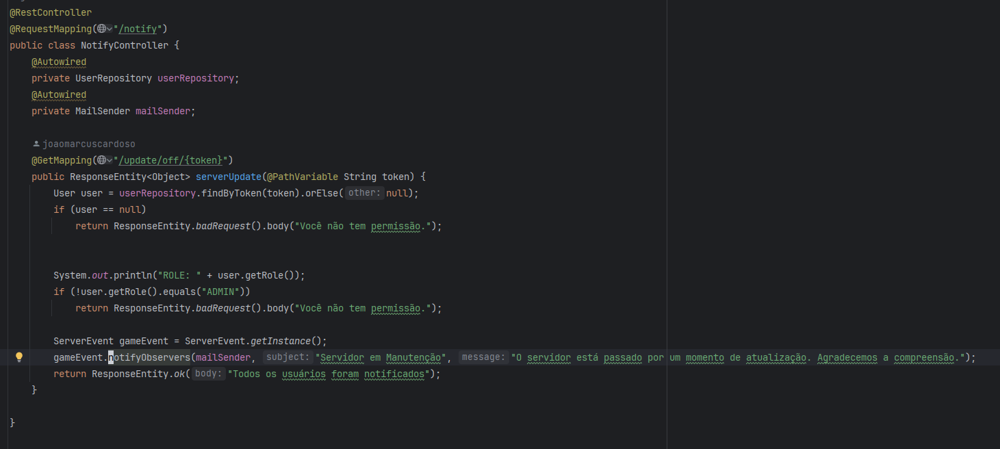 @RestController
@RequestMapping("/notify")
public class NotifyController {
@Autowired
private UserRepository userRepository;
@Autowired
private MailSender mailSender;
joaomarcuscardoso
@GetMapping("/update/off/{token}")
public ResponseEntity<Object> serverUpdate(@PathVariable String token) {
User user = userRepository.findByToken(token).orElse( other: null);
if (user == null)
return ResponseEntity.badRequest().body("Você não tem permissão.");
System.out.println("ROLE: " + user.getRole());
if (!user.getRole().equals("ADMIN"))
return ResponseEntity.badRequest().body("Você não tem permissão.");
ServerEvent gameEvent = ServerEvent.getInstance();
gameEvent.notifyObservers(mailSender, subject: "Servidor em Manutenção", message: "O servidor está passado por um momento de atualização. Agradecemos a compreensão.");
return ResponseEntity.ok( body: "Todos os usuários foram notificados");
}
}